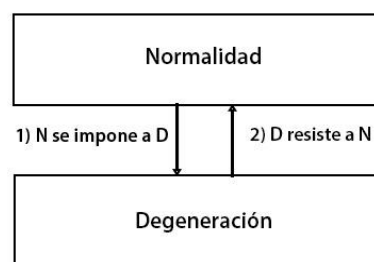 Normalidad
1) N se impone a D
2) D resiste a N
Degeneración